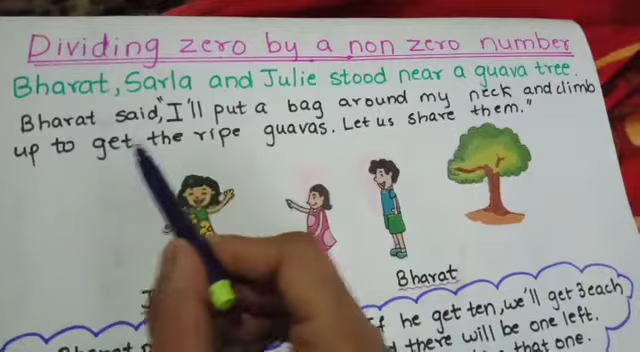 Dividing zero by a non zero number
Bharat, Sarla and Julie stood near a guava tree.
Bharat said, "I'll put a bag around my neck and climb
up to get the ripe guavas. Let us share them."
Bharat
he get ten, we'll get 3 each
there will be one left.
that one.